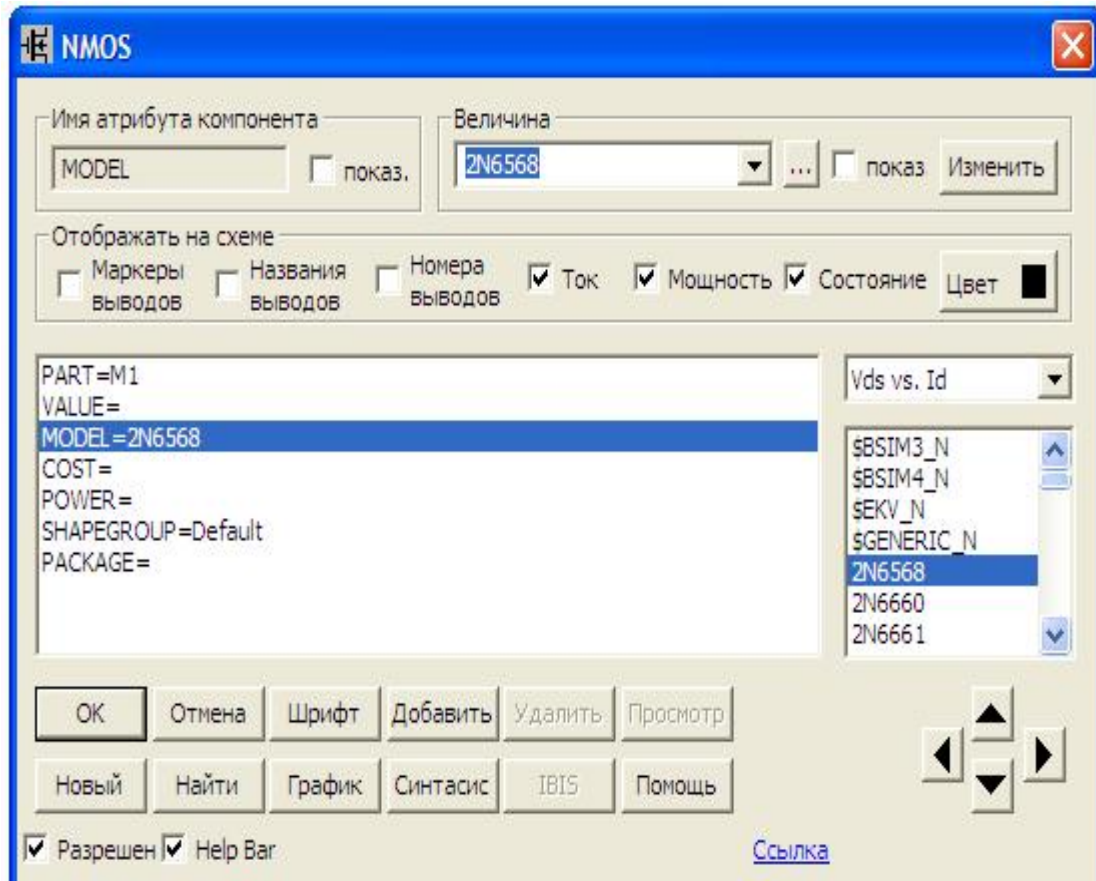 NMOS
Имя атрибута компонента
MODEL
показ.
Величина
2N6568
...
показ
Изменить
Отображать на схеме
Маркеры
выводов
Названия
выводов
Номера
выводов
Ток
Мощность
Состояние
Цвет
PART=M1
VALUE=
MODEL=2N6568
COST=
POWER=
SHAPEGROUP=Default
PACKAGE=
Vds vs. Id
$BSIM3_N
$BSIM4_N
$EKV_N
$GENERIC_N
2N6568
2N6660
2N6661
OK
Отмена
Шрифт
Добавить
Удалить
Просмотр
Новый
Найти
График
Синтасис
IBIS
Помощь
Разрешен
Help Bar
Ссылка